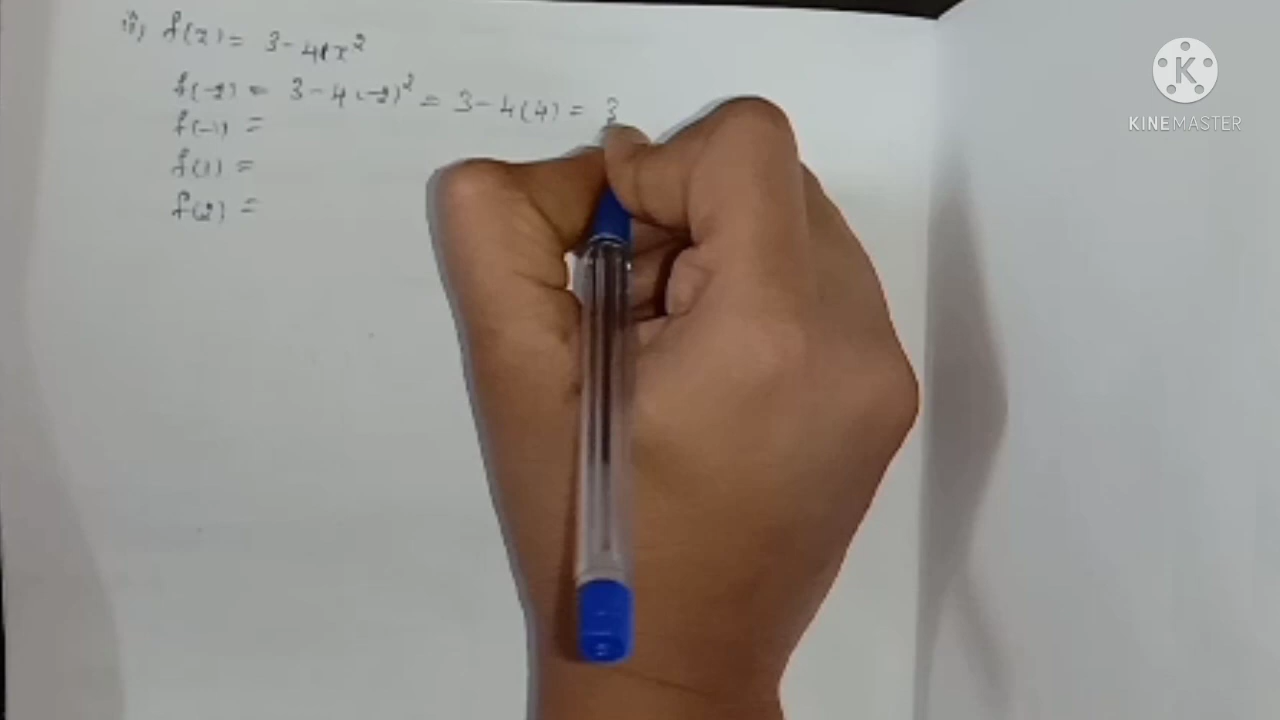 ii) f(x) = 3 - 4x²
f(-2) = 3 - 4(-2)² = 3 - 4(4) = 3
f(-1) =
f(1) =
f(2) =
K
KINEMASTER